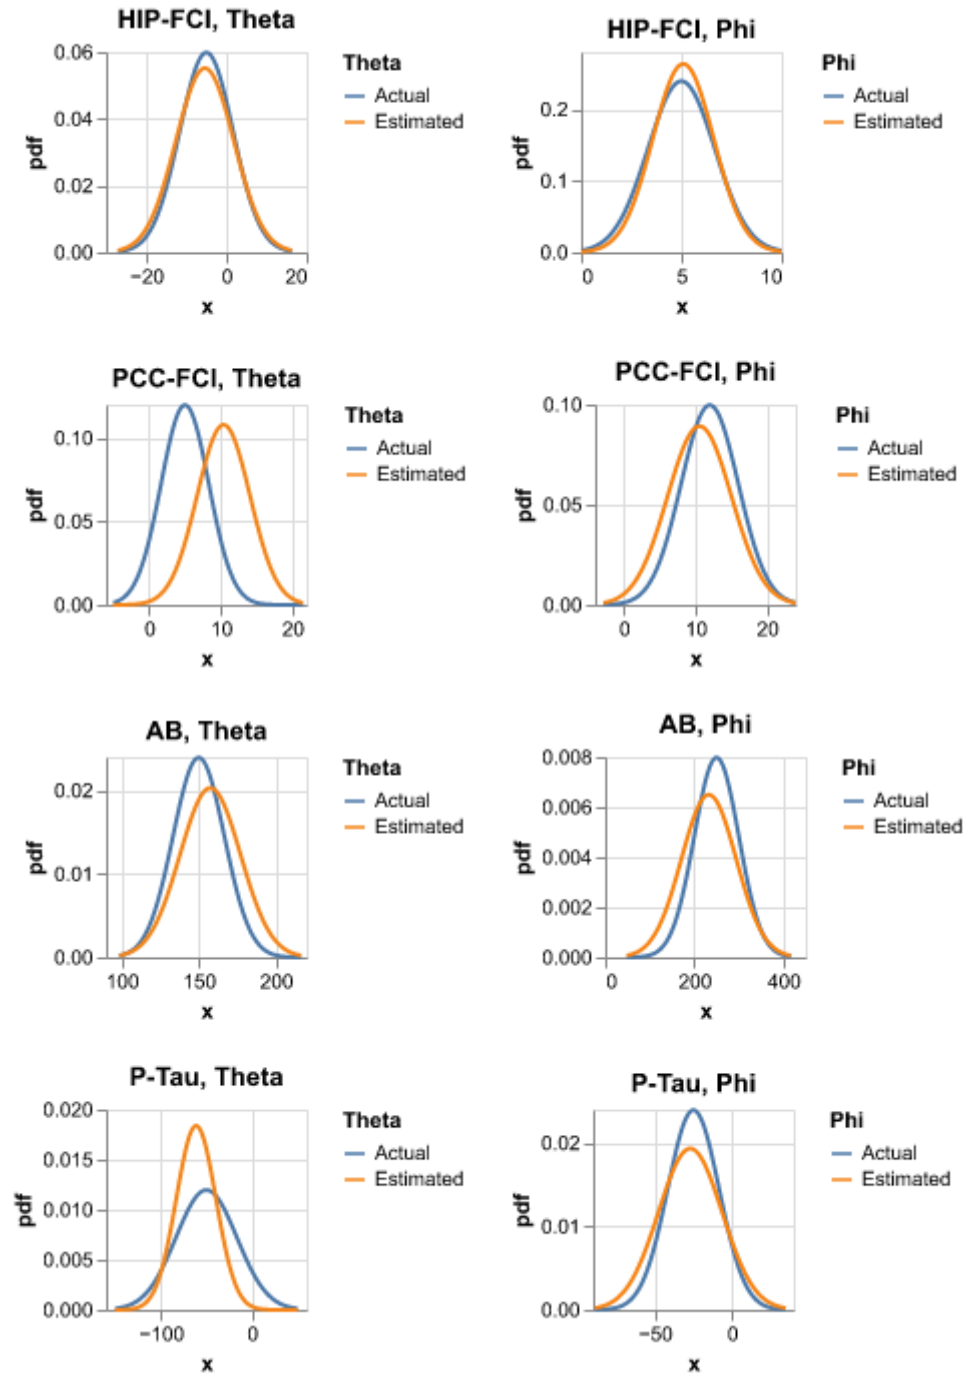 HIP-FCI, Theta
0.06
0.04
0.02
0.00
pdf
−20 0 20
x
Theta
Actual
Estimated
HIP-FCI, Phi
0.2
0.1
0.0
pdf
0 5 10
x
Phi
Actual
Estimated
PCC-FCI, Theta
0.10
0.05
0.00
pdf
0 10 20
x
Theta
Actual
Estimated
PCC-FCI, Phi
0.10
0.05
0.00
pdf
0 10 20
x
Phi
Actual
Estimated
AB, Theta
0.02
0.01
0.00
pdf
100 150 200
x
Theta
Actual
Estimated
AB, Phi
0.008
0.006
0.004
0.002
0.000
pdf
0 200 400
x
Phi
Actual
Estimated
P-Tau, Theta
0.020
0.015
0.010
0.005
0.000
pdf
−100 0
x
Theta
Actual
Estimated
P-Tau, Phi
0.02
0.01
0.00
pdf
−50 0
x
Phi
Actual
Estimated